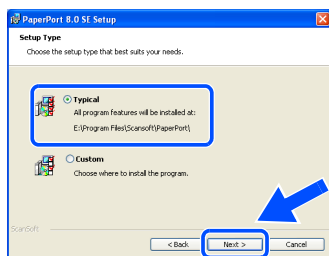 PaperPort 8.0 SE Setup
Setup Type
Choose the setup type that best suits your needs.
Typical
All program features will be installed at:
E:\Program Files\Scansoft\PaperPort\
Custom
Choose where to install the program.
ScanSoft
< Back
Next >
Cancel